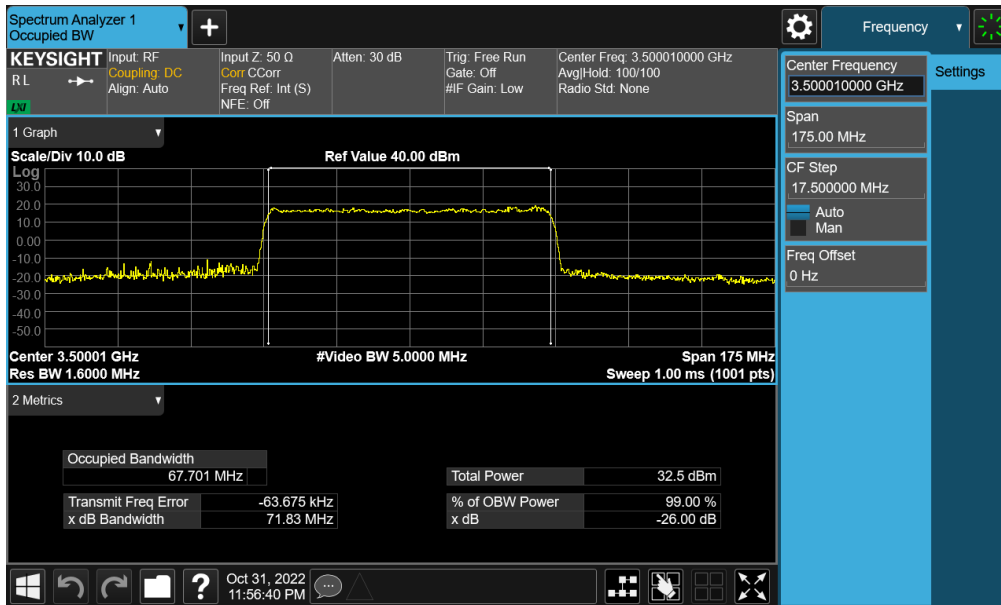 Spectrum Analyzer 1
Occupied BW
+
Frequency
KEYSIGHT
R L
LXI
Input: RF
Coupling: DC
Align: Auto
Input Z: 50 Ω
Corr CCorr
Freq Ref: Int (S)
NFE: Off
Atten: 30 dB
Trig: Free Run
Gate: Off
#IF Gain: Low
Center Freq: 3.500010000 GHz
Avg|Hold: 100/100
Radio Std: None
Center Frequency
3.500010000 GHz
Settings
Span
175.00 MHz
CF Step
17.500000 MHz
Auto
Man
Freq Offset
0 Hz
1 Graph
Scale/Div 10.0 dB
Ref Value 40.00 dBm
Log
30.0
20.0
10.0
0.00
-10.0
-20.0
-30.0
-40.0
-50.0
Center 3.50001 GHz
#Video BW 5.0000 MHz
Span 175 MHz
Res BW 1.6000 MHz
Sweep 1.00 ms (1001 pts)
2 Metrics
Occupied Bandwidth
67.701 MHz
Total Power 32.5 dBm
Transmit Freq Error -63.675 kHz
% of OBW Power 99.00 %
x dB Bandwidth 71.83 MHz
x dB -26.00 dB
?
Oct 31, 2022
11:56:40 PM